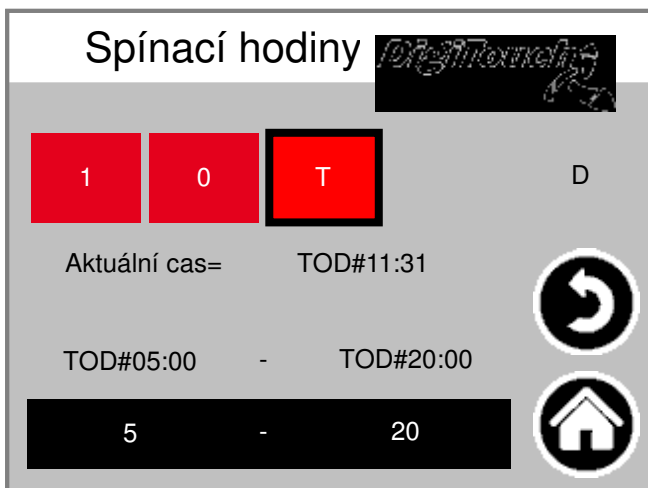 Spínací hodiny DigiTouch
1 0 T D
Aktuální cas= TOD#11:31
TOD#05:00 - TOD#20:00
5 - 20